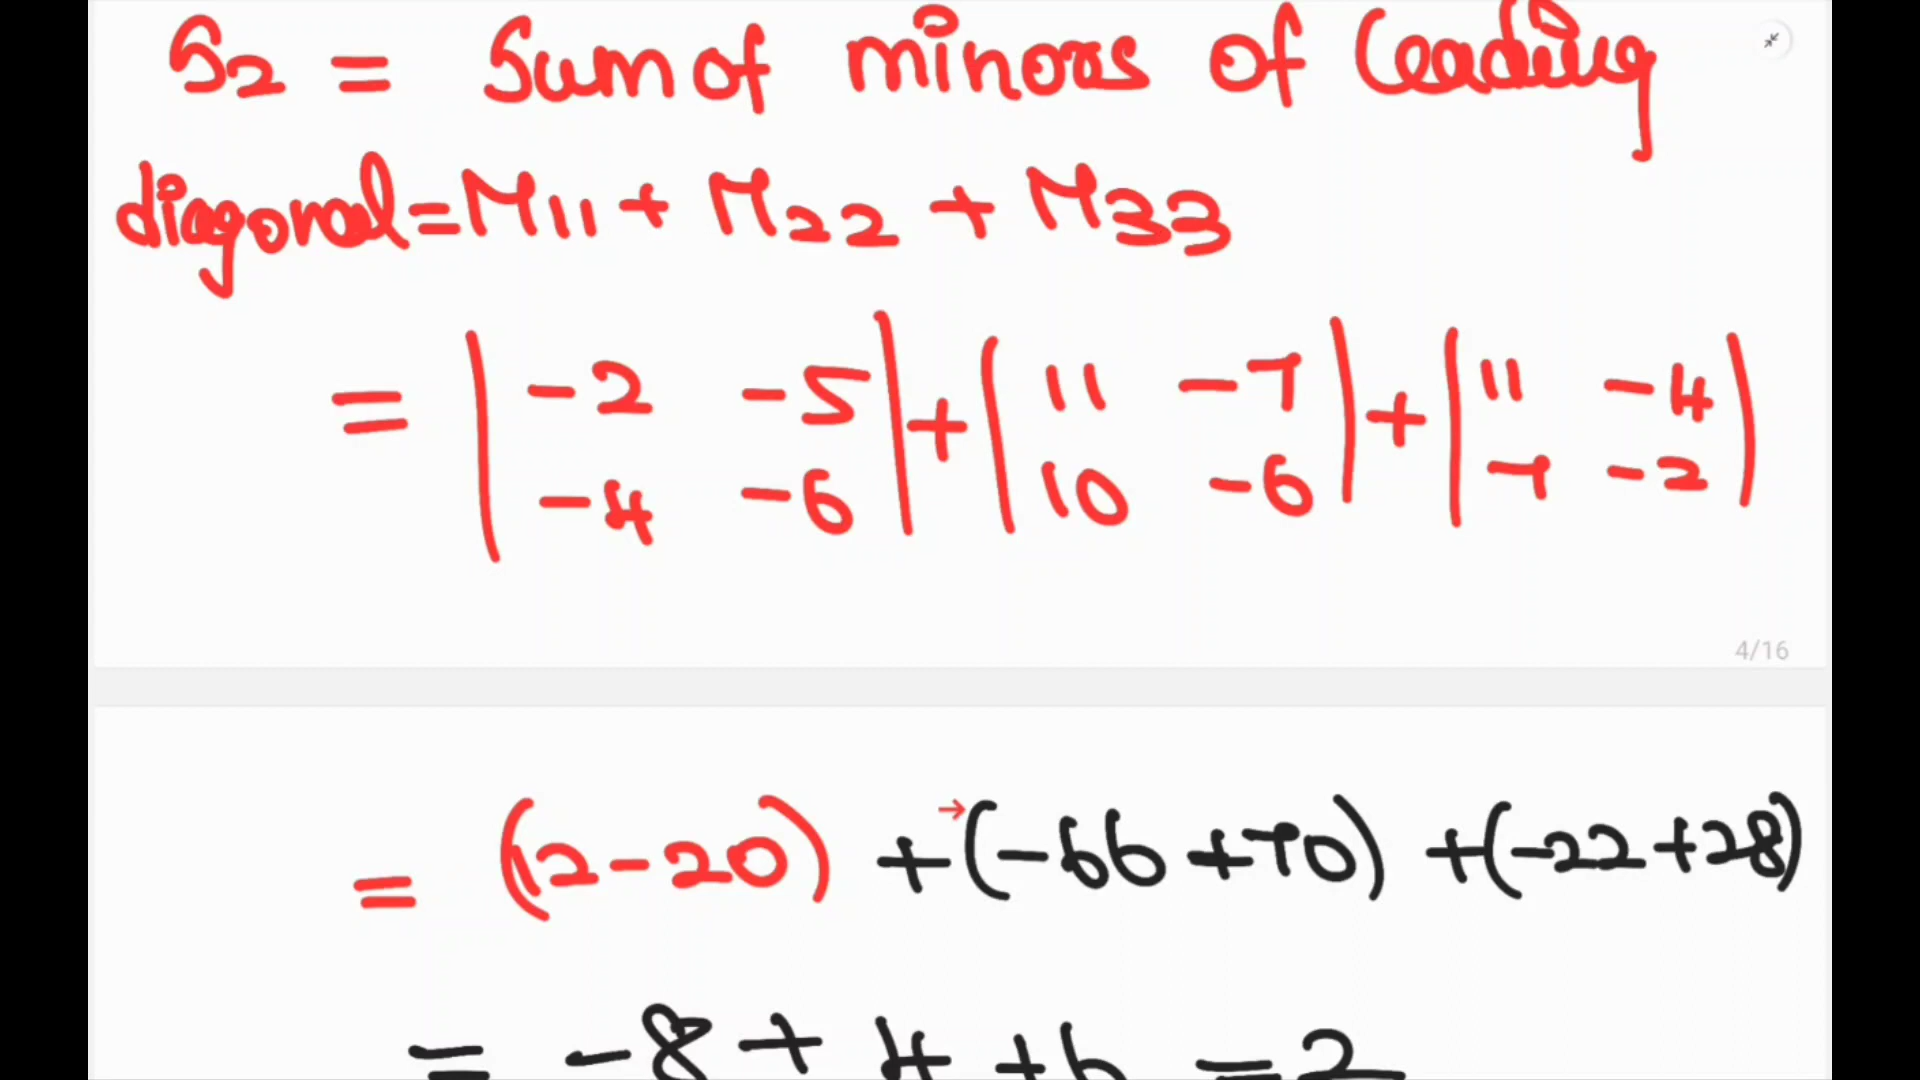 S2 = Sum of minors of leading
diagonal = M11 + M22 + M33
= | -2 -5 | + | 11 -7 | + | 11 -4 |
| -4 -6 | | 10 -6 | | 7 -2 |
4/16
= (12-20) + (-66+70) + (-22+28)
= -8 + 4 + 6 = 2